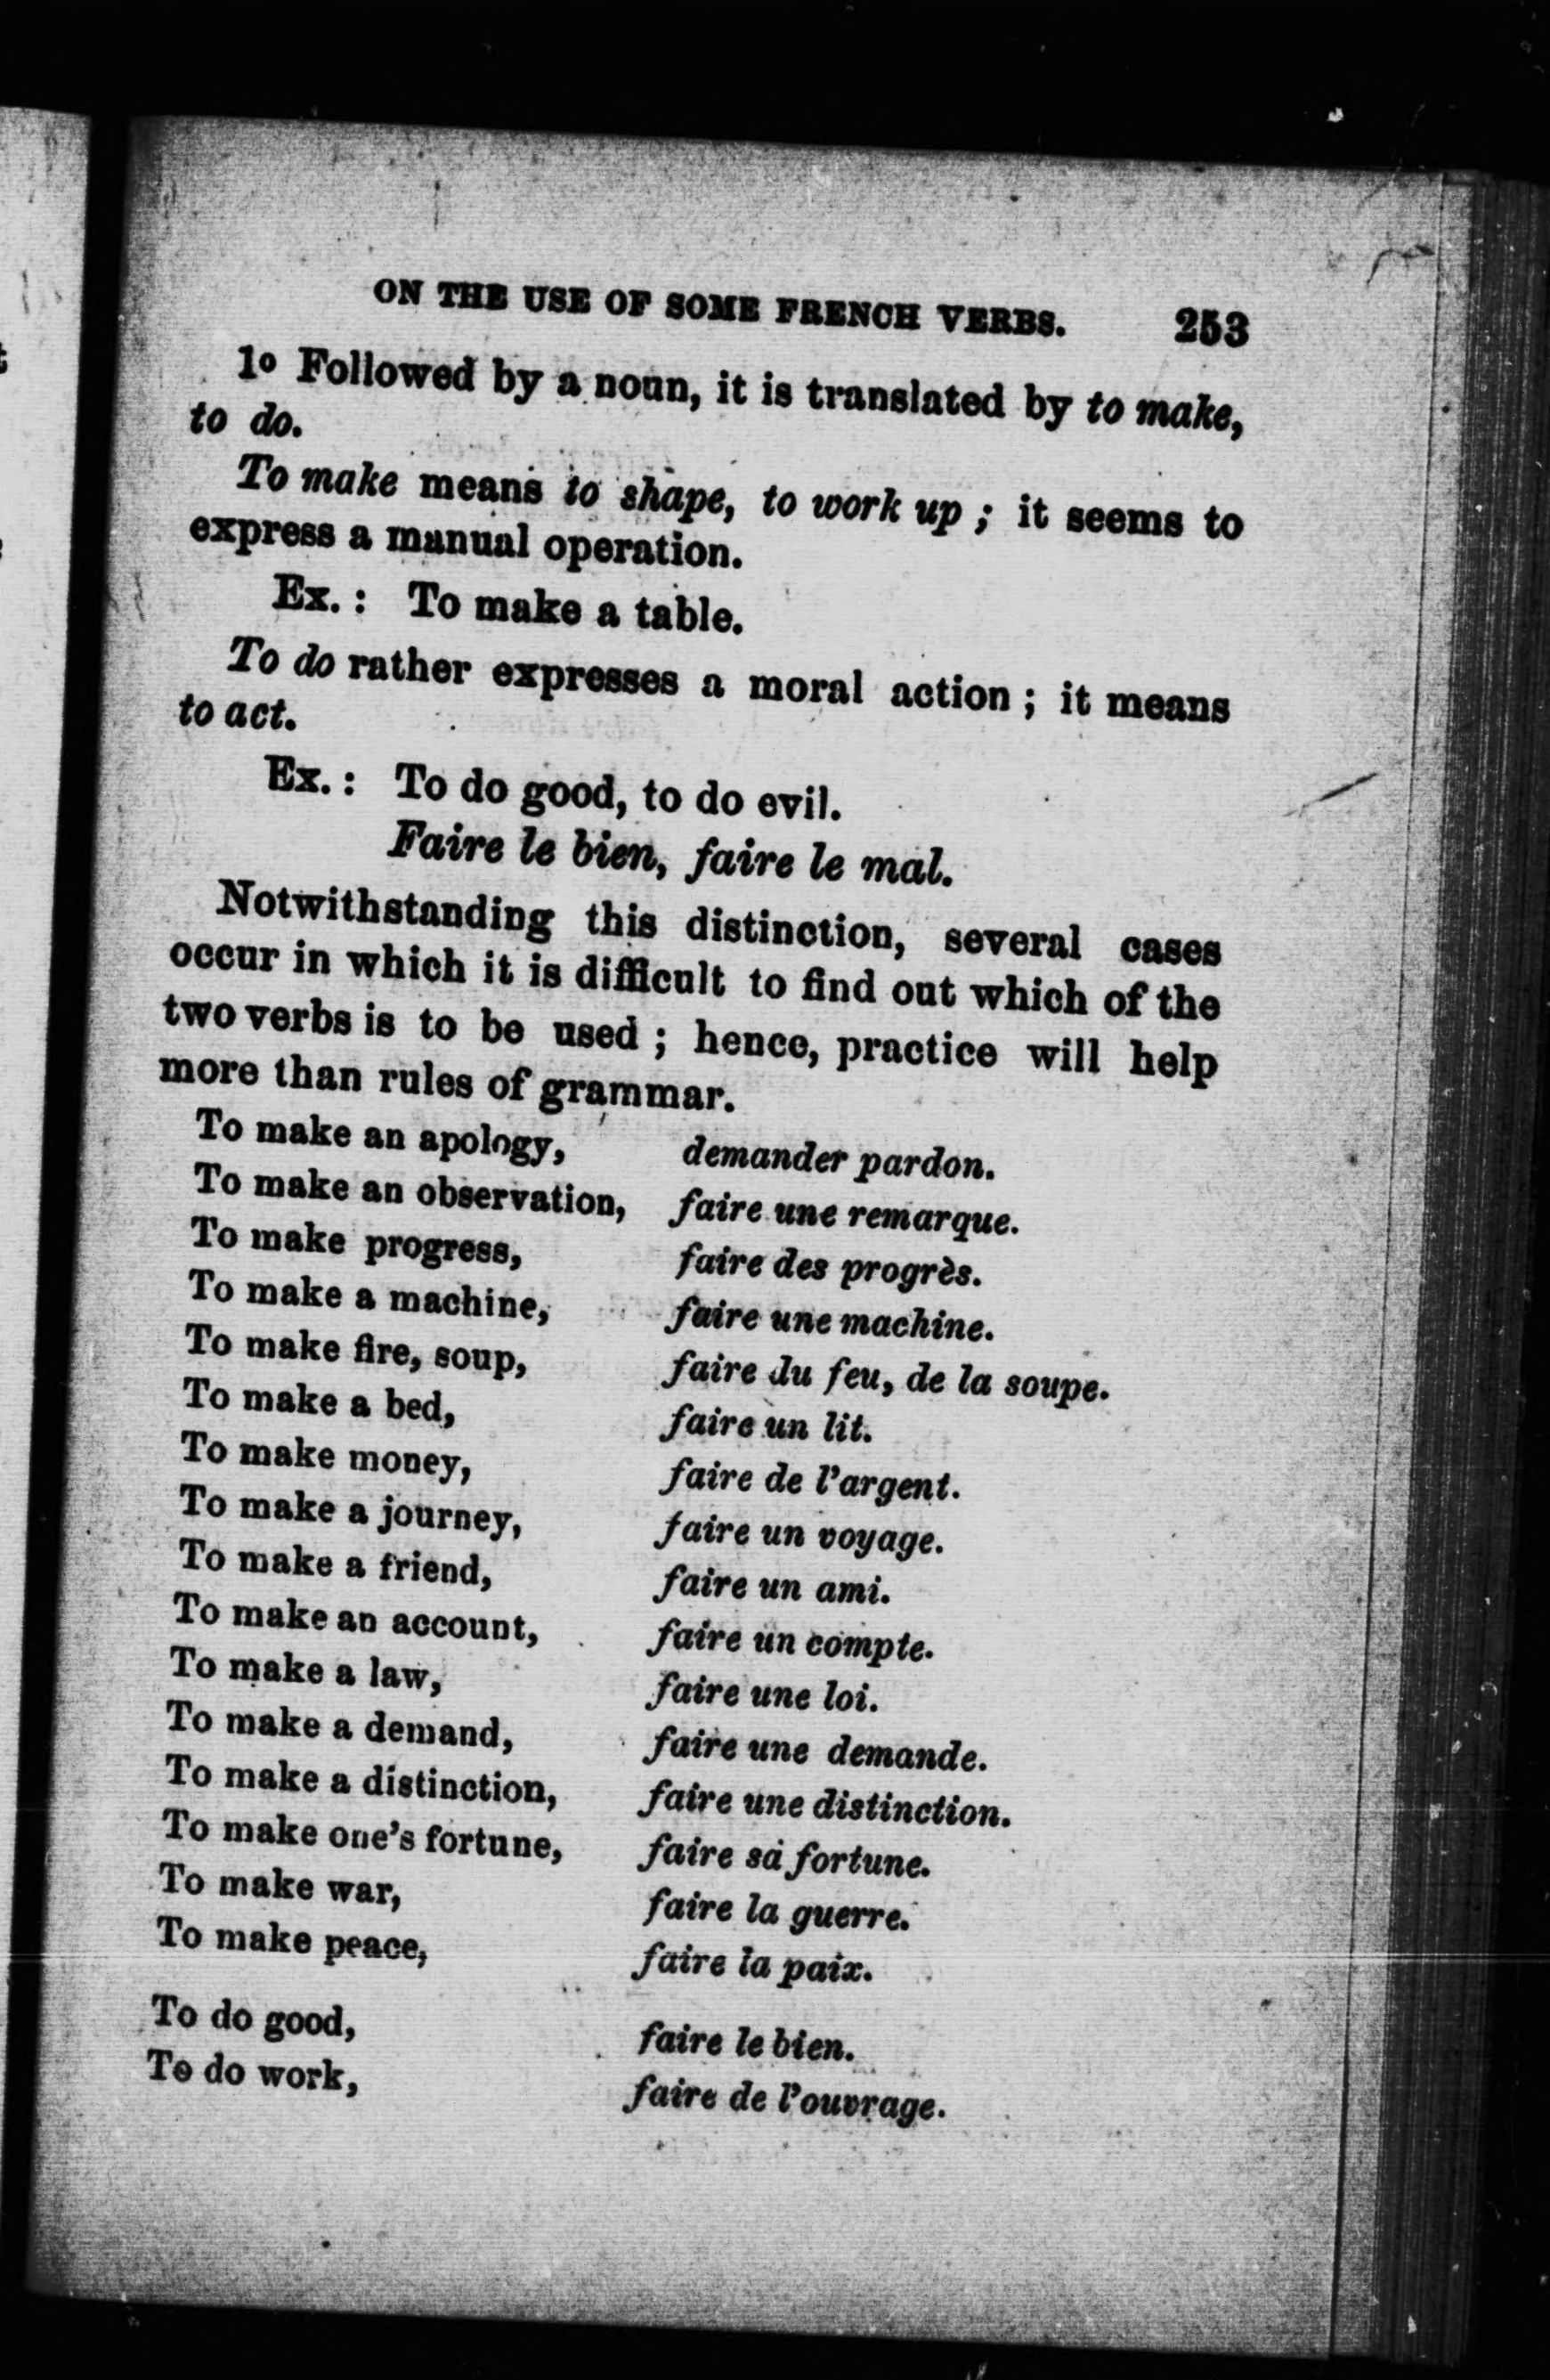 ON THE USE OF SOME FRENCH VERBS. 253
1o Followed by a noun, it is translated by to make,
to do.
To make means to shape, to work up ; it seems to
express a manual operation.
Ex. : To make a table.
To do rather expresses a moral action ; it means
to act.
Ex. : To do good, to do evil.
Faire le bien, faire le mal.
Notwithstanding this distinction, several cases
occur in which it is difficult to find out which of the
two verbs is to be used ; hence, practice will help
more than rules of grammar.
To make an apology, demander pardon.
To make an observation, faire une remarque.
To make progress, faire des progrès.
To make a machine, faire une machine.
To make fire, soup, faire du feu, de la soupe.
To make a bed, faire un lit.
To make money, faire de l'argent.
To make a journey, faire un voyage.
To make a friend, faire un ami.
To make an account, faire un compte.
To make a law, faire une loi.
To make a demand, faire une demande.
To make a distinction, faire une distinction.
To make one's fortune, faire sa fortune.
To make war, faire la guerre.
To make peace, faire la paix.
To do good, faire le bien.
To do work, faire de l'ouvrage.